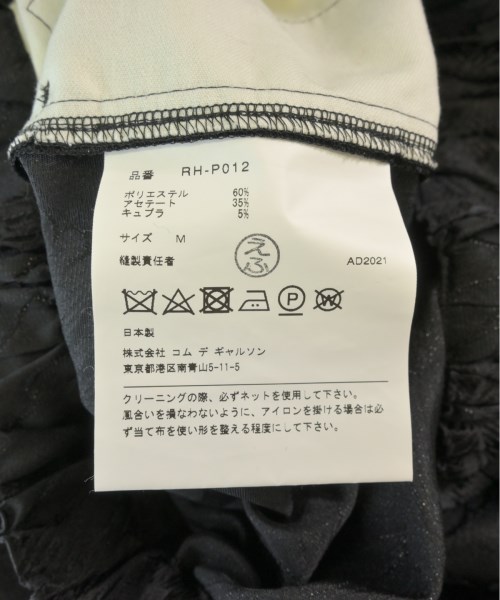 品番 RH-P012
ポリエステル 60%
アセテート 35%
キュプラ 5%
サイズ M
縫製責任者 えふ AD2021
P W
日本製
株式会社 コム デ ギャルソン
東京都港区南青山5-11-5
クリーニングの際、必ずネットを使用して下さい。
風合いを損なわないように、アイロンを掛ける場合は必
ず当て布を使い形を整える程度にして下さい。